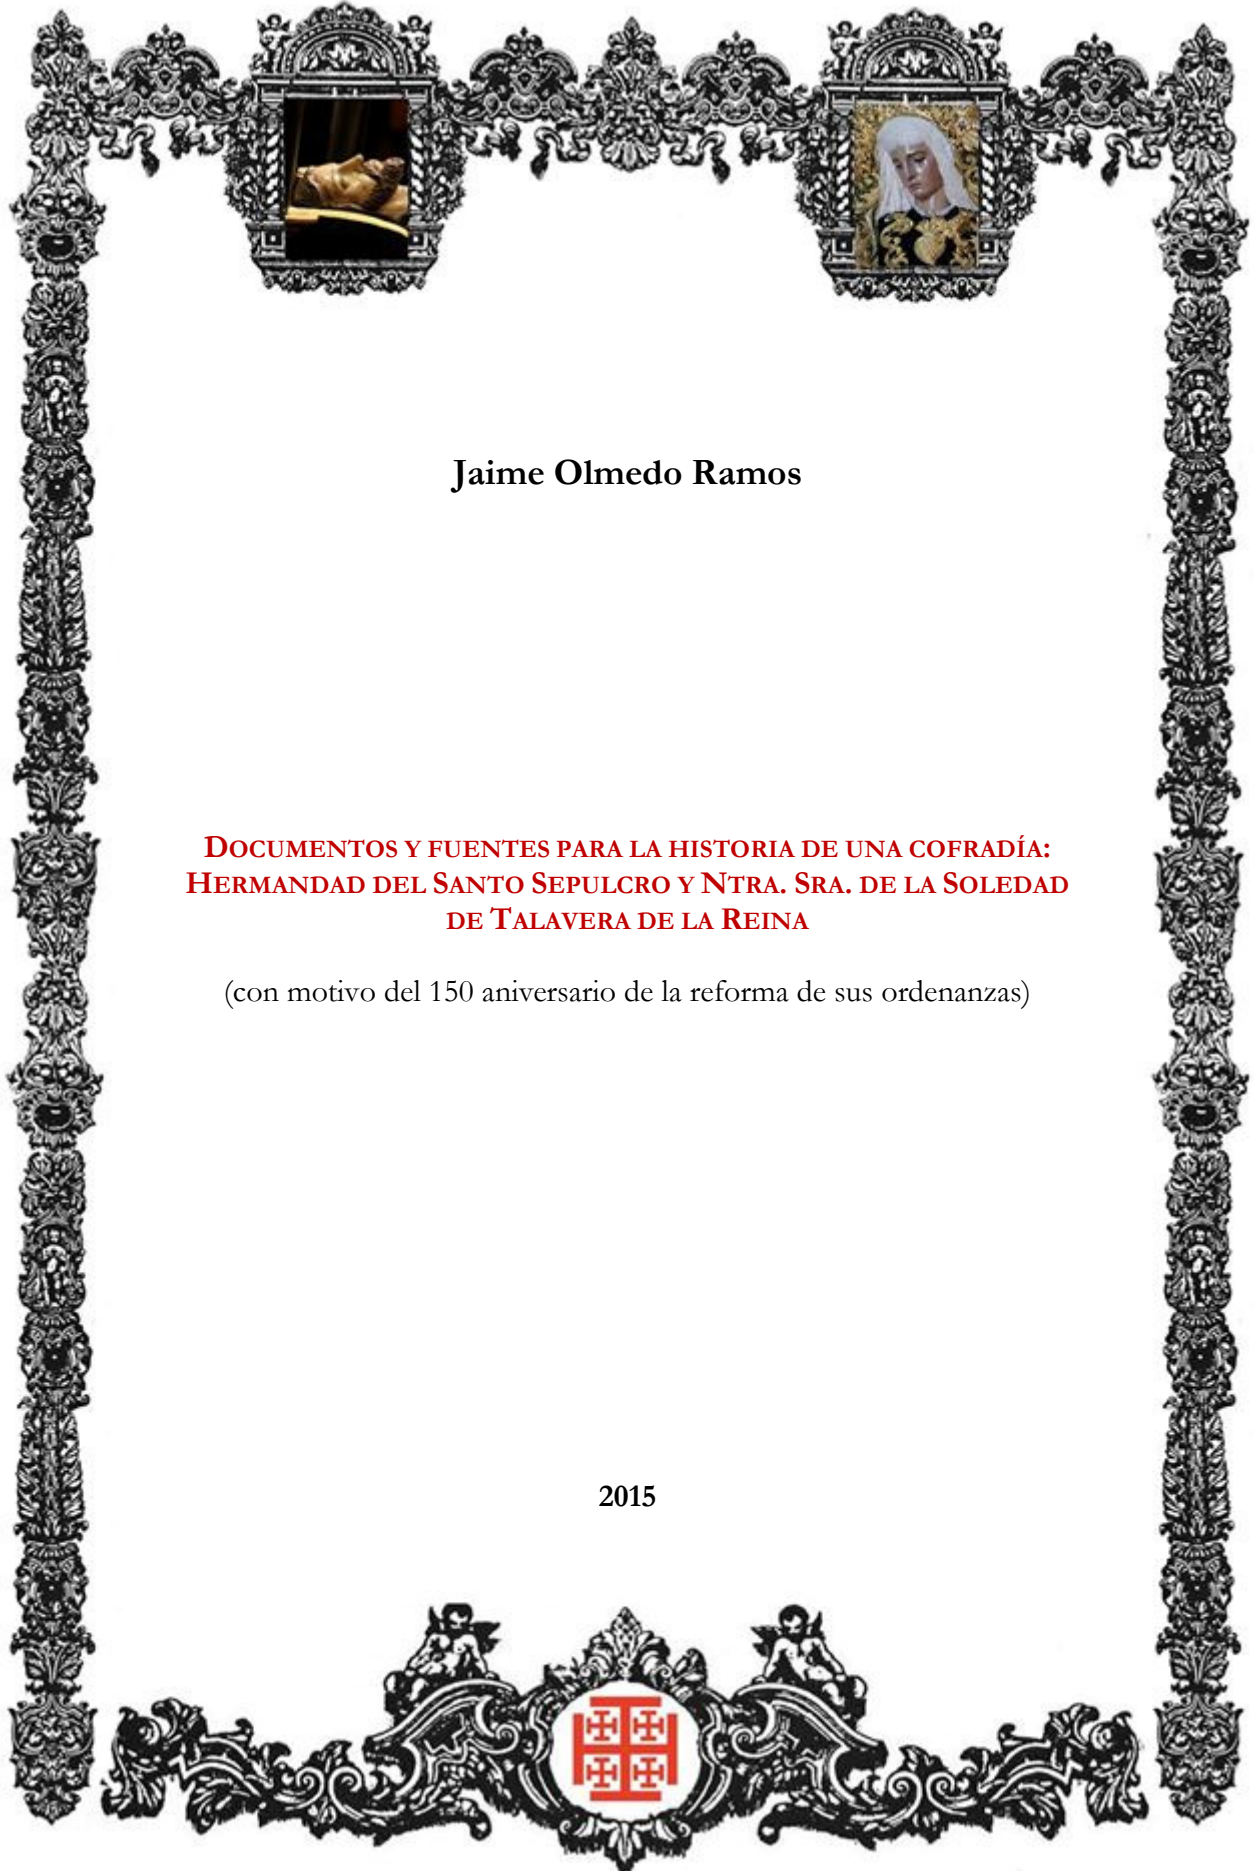 Jaime Olmedo Ramos
DOCUMENTOS Y FUENTES PARA LA HISTORIA DE UNA COFRADÍA:
HERMANDAD DEL SANTO SEPULCRO Y NTRA. SRA. DE LA SOLEDAD
DE TALAVERA DE LA REINA
(con motivo del 150 aniversario de la reforma de sus ordenanzas)
2015